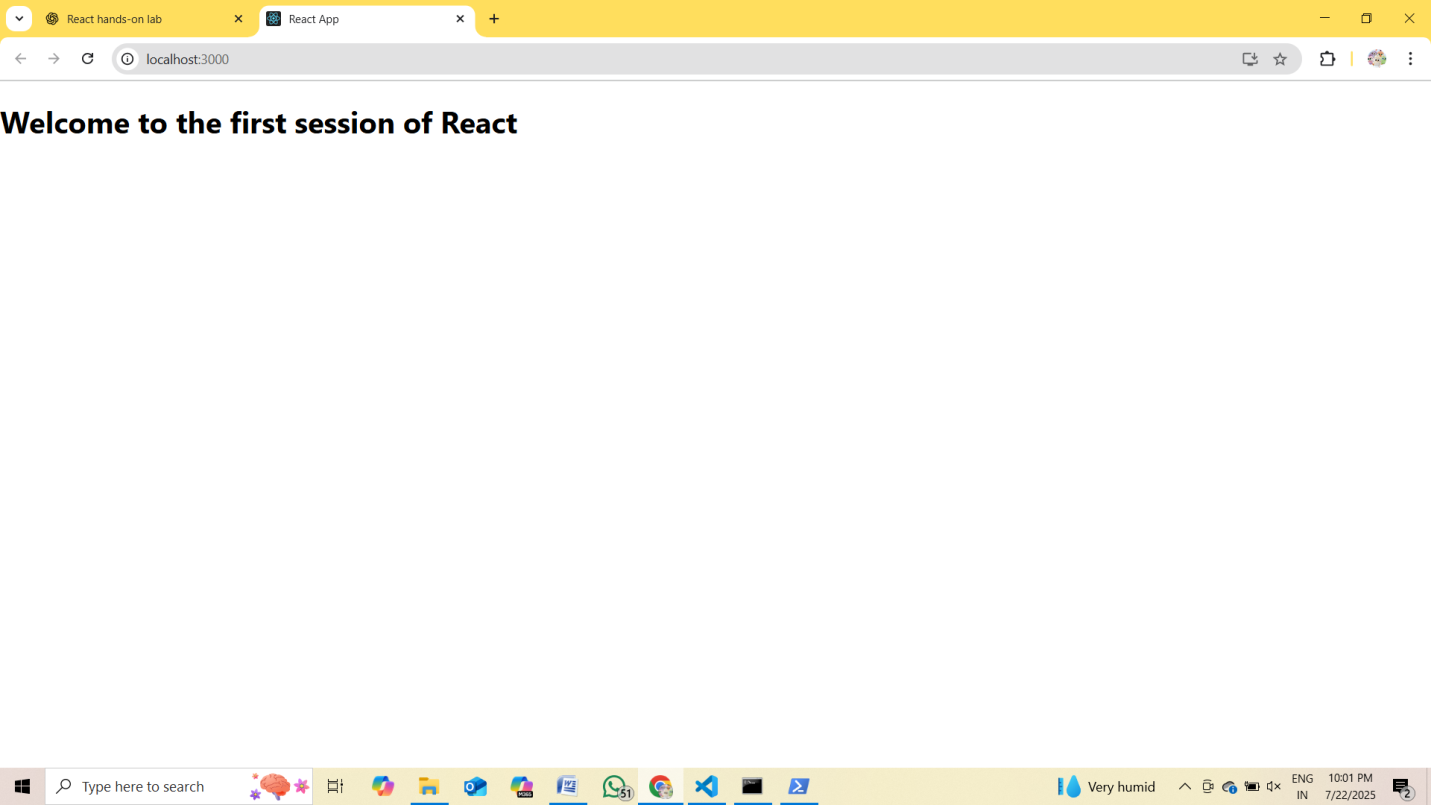 React hands-on lab
React App
localhost:3000
Welcome to the first session of React
Type here to search
M365
51
Very humid
ENG
IN
10:01 PM
7/22/2025
2